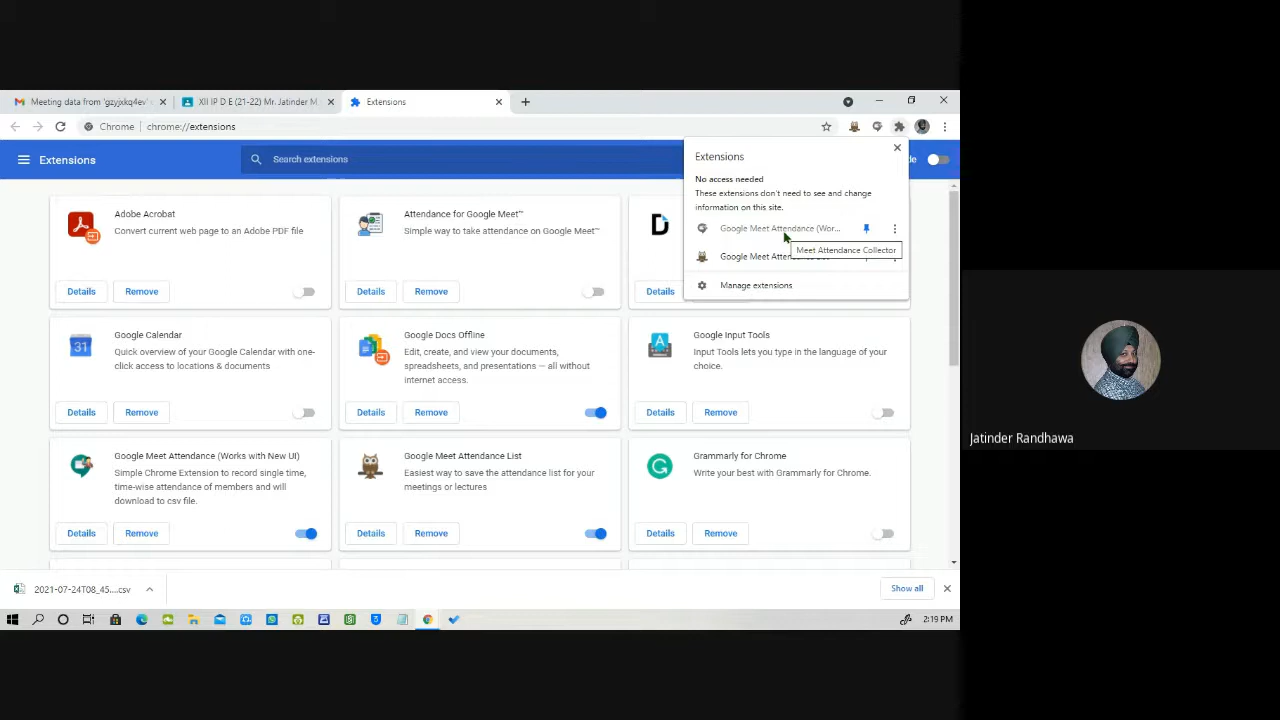 Meeting data from 'gzyjxkq4ev'
XII IP D E (21-22) Mr. Jatinder M
Extensions
Chrome
chrome://extensions
Extensions
Search extensions
Extensions
No access needed
These extensions don't need to see and change
information on this site.
Google Meet Attendance (Wor...
Meet Attendance Collector
Google Meet
Manage extensions
Adobe Acrobat
Convert current web page to an Adobe PDF file
Details
Remove
Attendance for Google Meet™
Simple way to take attendance on Google Meet™
Details
Remove
Details
Google Calendar
Quick overview of your Google Calendar with one-
click access to locations & documents
Details
Remove
Google Docs Offline
Edit, create, and view your documents,
spreadsheets, and presentations — all without
internet access.
Details
Remove
Google Input Tools
Input Tools lets you type in the language of your
choice.
Details
Remove
Google Meet Attendance (Works with New UI)
Simple Chrome Extension to record single time,
time-wise attendance of members and will
download to csv file.
Details
Remove
Google Meet Attendance List
Easiest way to save the attendance list for your
meetings or lectures
Details
Remove
Grammarly for Chrome
Write your best with Grammarly for Chrome.
Details
Remove
2021-07-24T08_45....csv
Show all
2:19 PM
Jatinder Randhawa